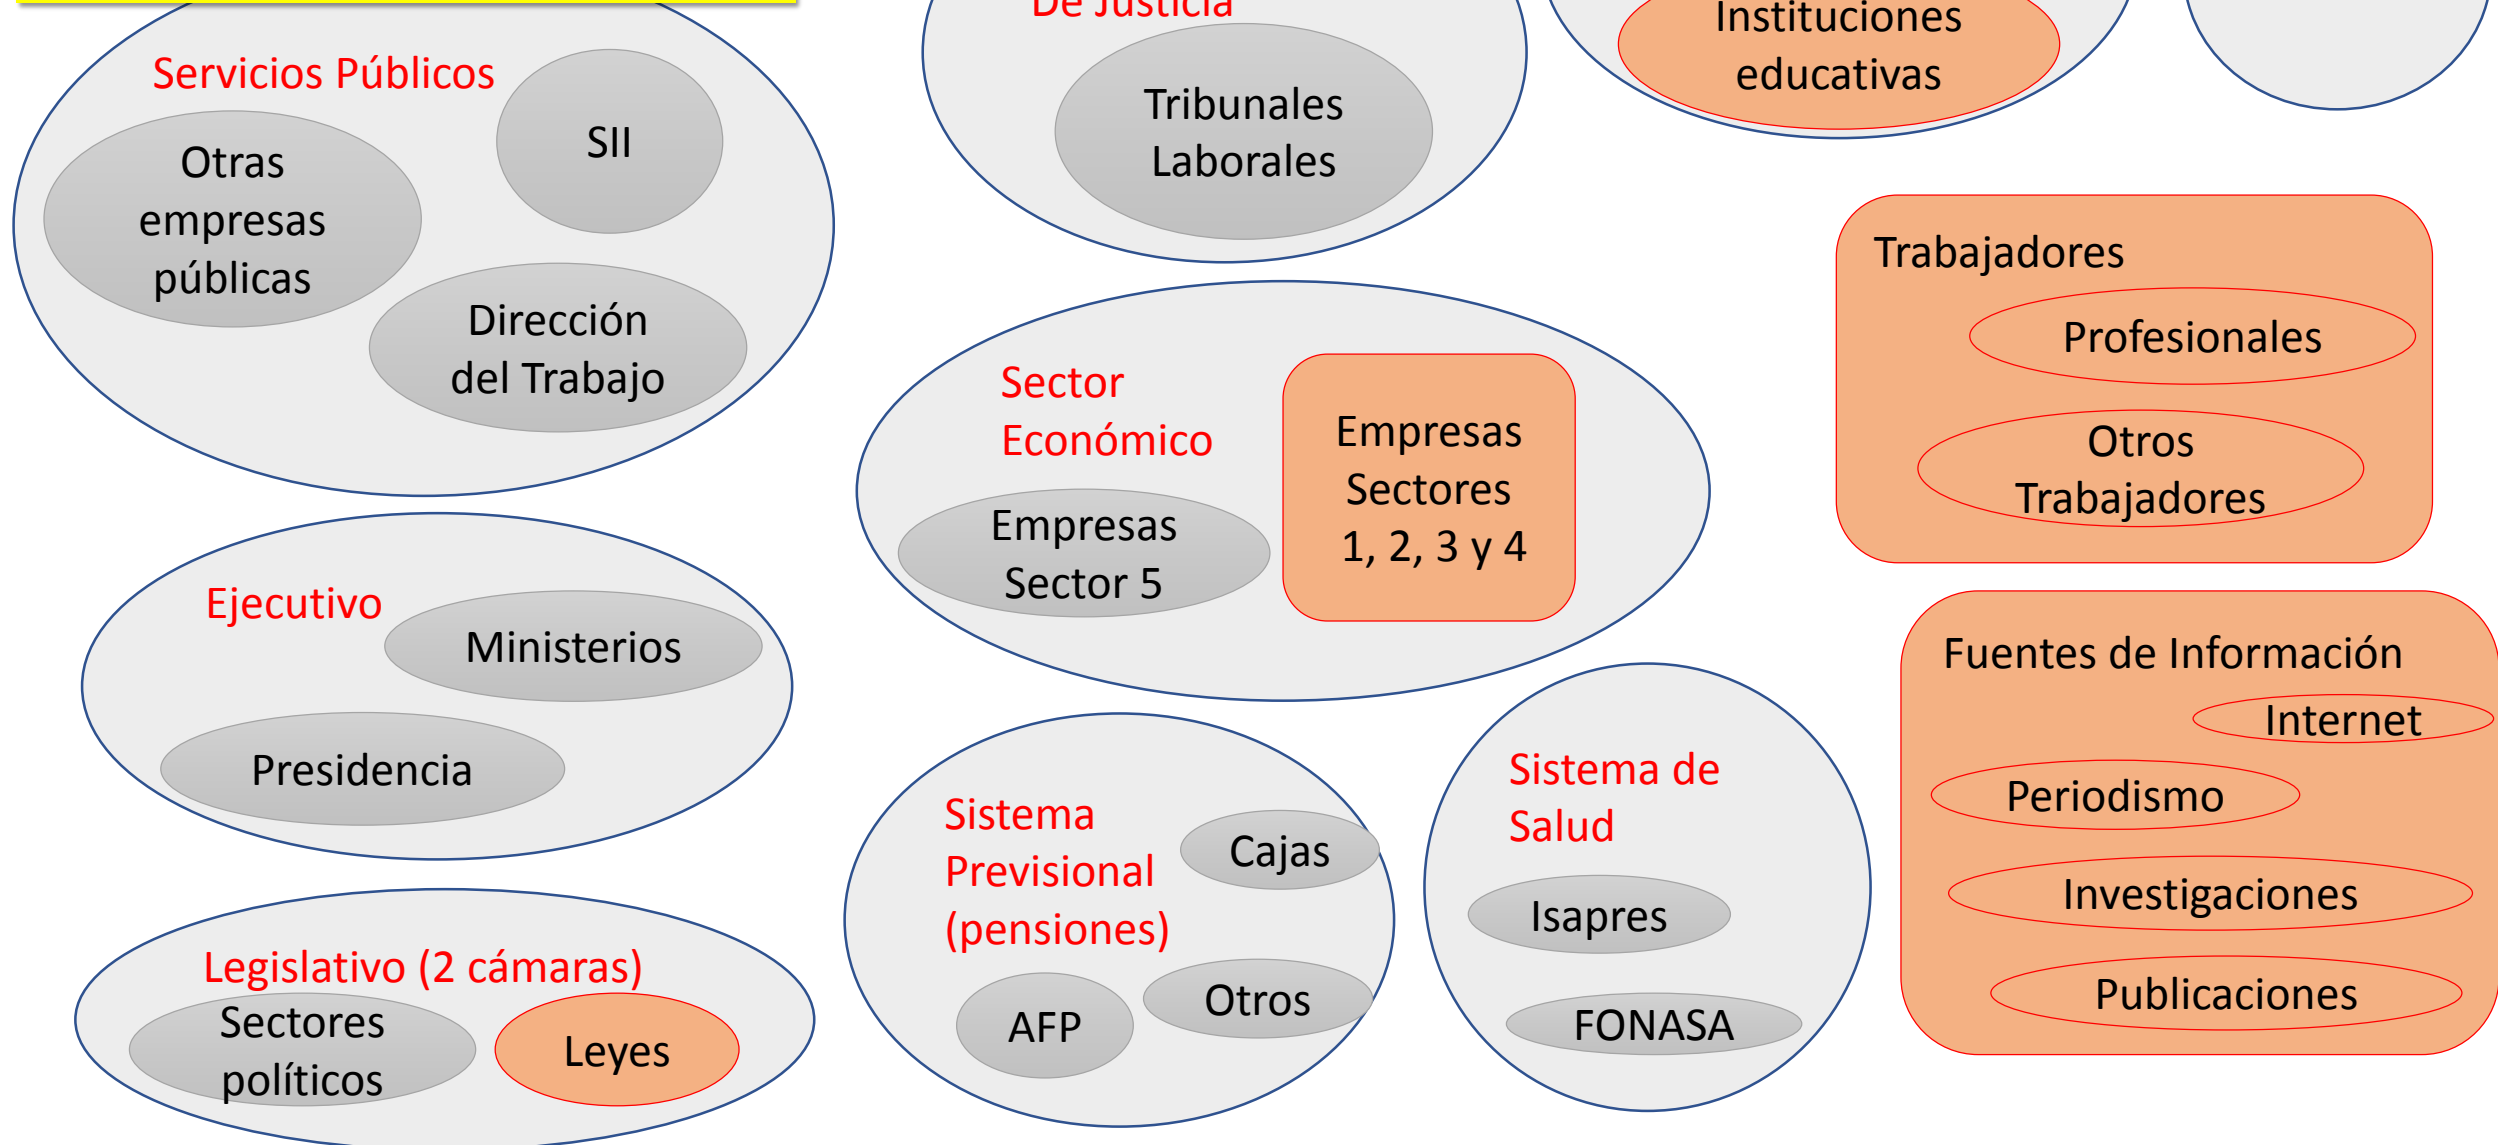 De Justicia
Tribunales
Laborales
Instituciones
educativas
Servicios Públicos
SII
Otras
empresas
públicas
Dirección
del Trabajo
Trabajadores
Profesionales
Otros
Trabajadores
Sector
Económico
Empresas
Sectores
1, 2, 3 y 4
Empresas
Sector 5
Ejecutivo
Ministerios
Presidencia
Fuentes de Información
Internet
Periodismo
Investigaciones
Publicaciones
Sistema
Previsional
(pensiones)
Cajas
Otros
AFP
Sistema de
Salud
Isapres
FONASA
Legislativo (2 cámaras)
Sectores
políticos
Leyes